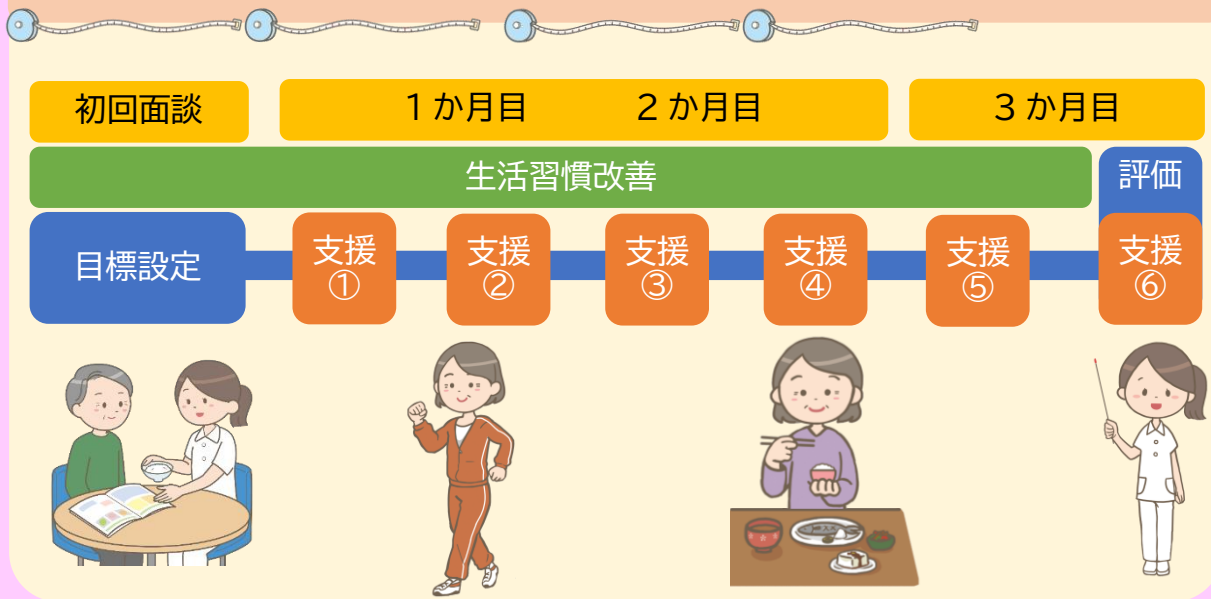 初回面談
1か月目 2か月目
3か月目
生活習慣改善
評価
目標設定
支援
①
支援
②
支援
③
支援
④
支援
⑤
支援
⑥